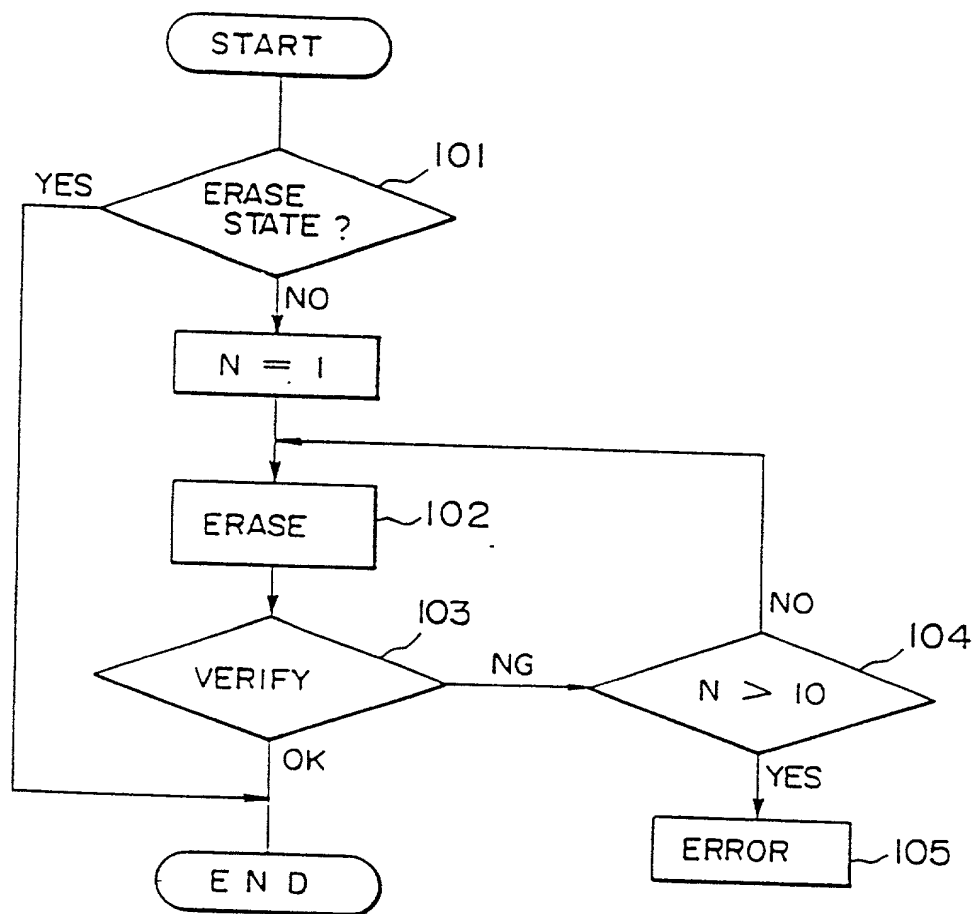 START
101
YES
ERASE
STATE ?
NO
N = 1
ERASE
102
103
VERIFY
NG
OK
NO
104
N > 10
YES
ERROR
105
END